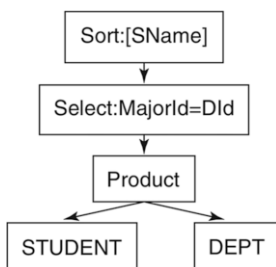 Sort:[SName]
Select:MajorId=DId
Product
STUDENT
DEPT